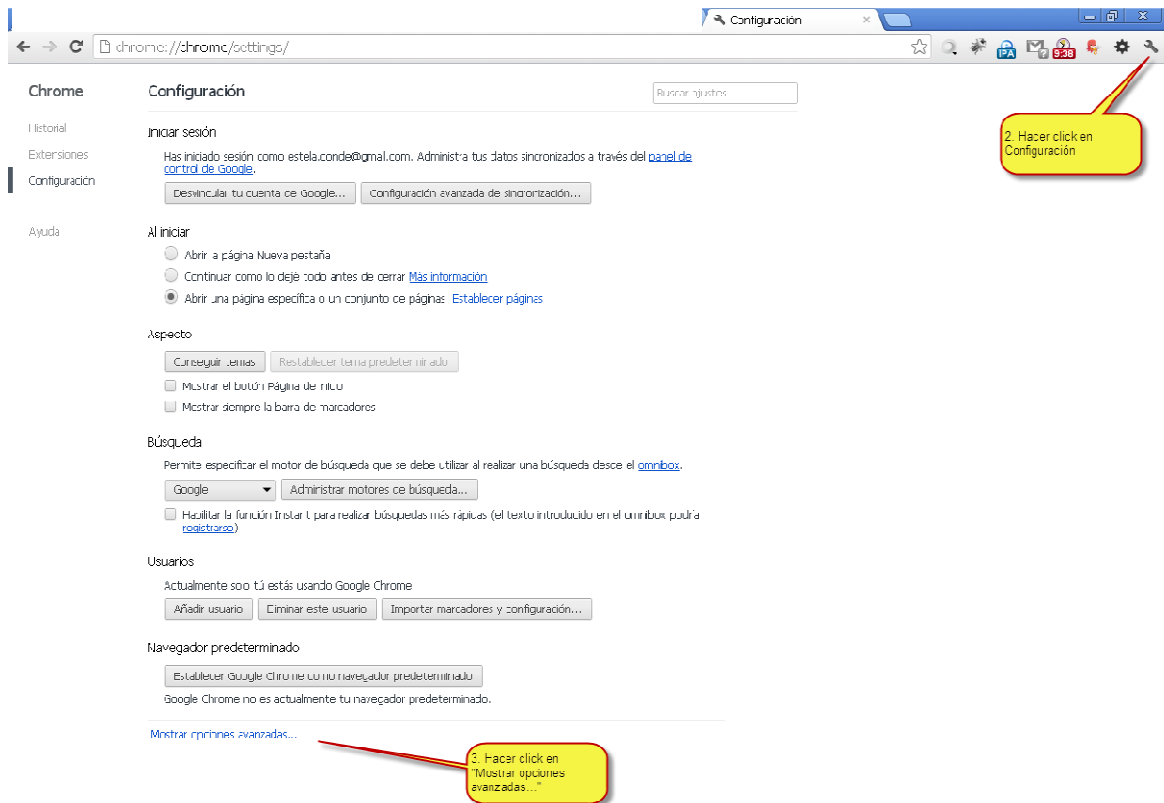 Configuración
chrome://chrome/settings/
IPA
9:38
2. Hacer click en
Configuración
Chrome
Historial
Extensiones
Configuración
Ayuda
Configuración
Buscar ajustes
Iniciar sesión
Has iniciado sesión como estela.conde@gmail.com. Administra tus datos sincronizados a través del panel de
control de Google.
Desvincular tu cuenta de Google... Configuración avanzada de sincronización...
Al iniciar
Abrir la página Nueva pestaña
Continuar como lo dejé todo antes de cerrar Más información
Abrir una página específica o un conjunto de páginas Establecer páginas
Aspecto
Conseguir temas Restablecer tema predeterminado
Mostrar el botón Página de inicio
Mostrar siempre la barra de marcadores
Búsqueda
Permite especificar el motor de búsqueda que se debe utilizar al realizar una búsqueda desde el omnibox.
Google Administrar motores de búsqueda...
Habilitar la función Instant para realizar búsquedas más rápidas (el texto introducido en el omnibox podría
registrarse)
Usuarios
Actualmente solo tú estás usando Google Chrome
Añadir usuario Eliminar este usuario Importar marcadores y configuración...
Navegador predeterminado
Establecer Google Chrome como navegador predeterminado
Google Chrome no es actualmente tu navegador predeterminado.
Mostrar opciones avanzadas...
3. Hacer click en
"Mostrar opciones
avanzadas..."